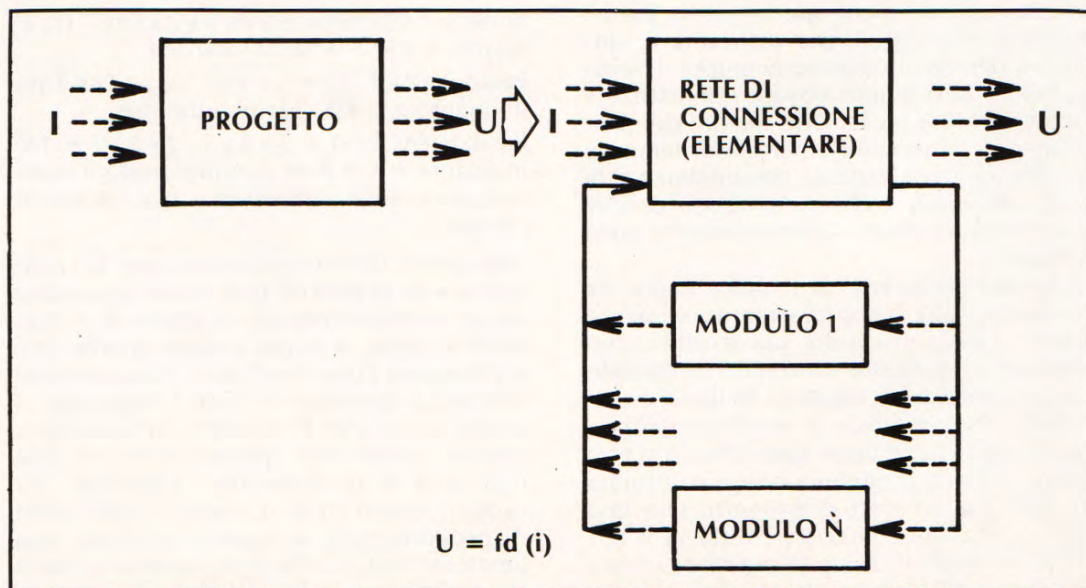 I
PROGETTO
U
I
RETE DI
CONNESSIONE
(ELEMENTARE)
U
MODULO 1
MODULO N
U = fd (i)